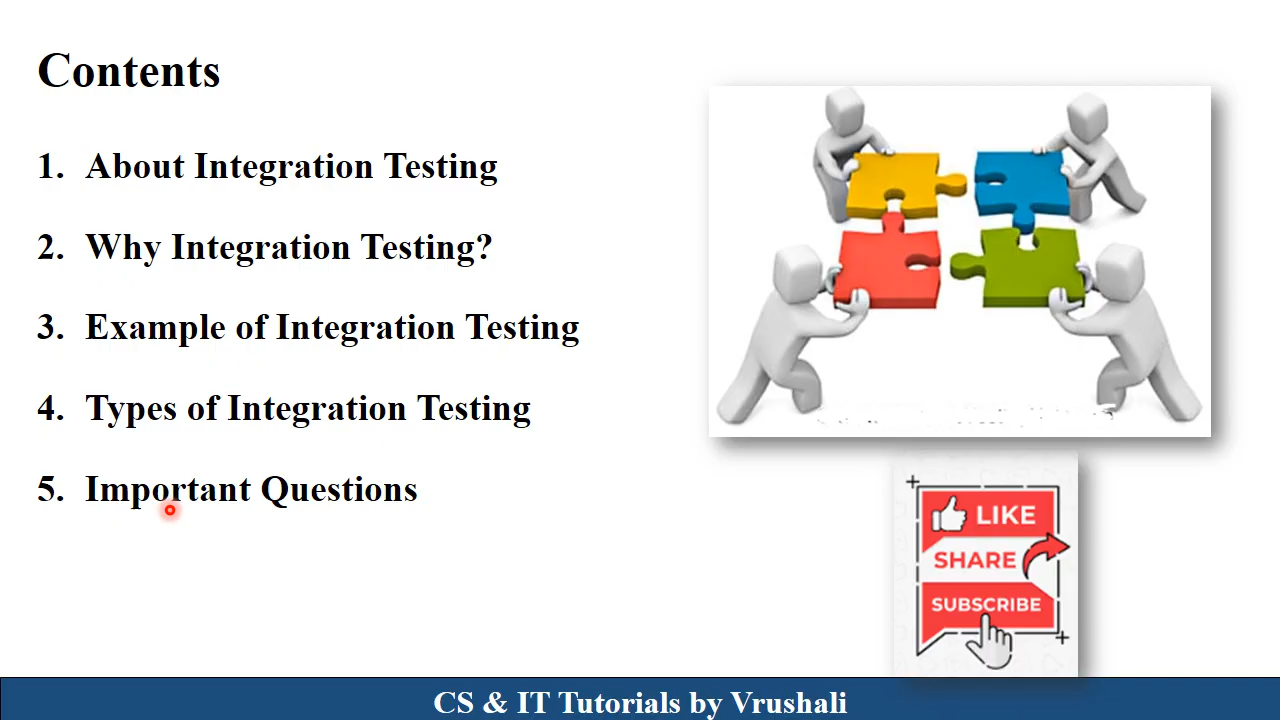 Contents
1. About Integration Testing
2. Why Integration Testing?
3. Example of Integration Testing
4. Types of Integration Testing
5. Important Questions
LIKE
SHARE
SUBSCRIBE
CS & IT Tutorials by Vrushali